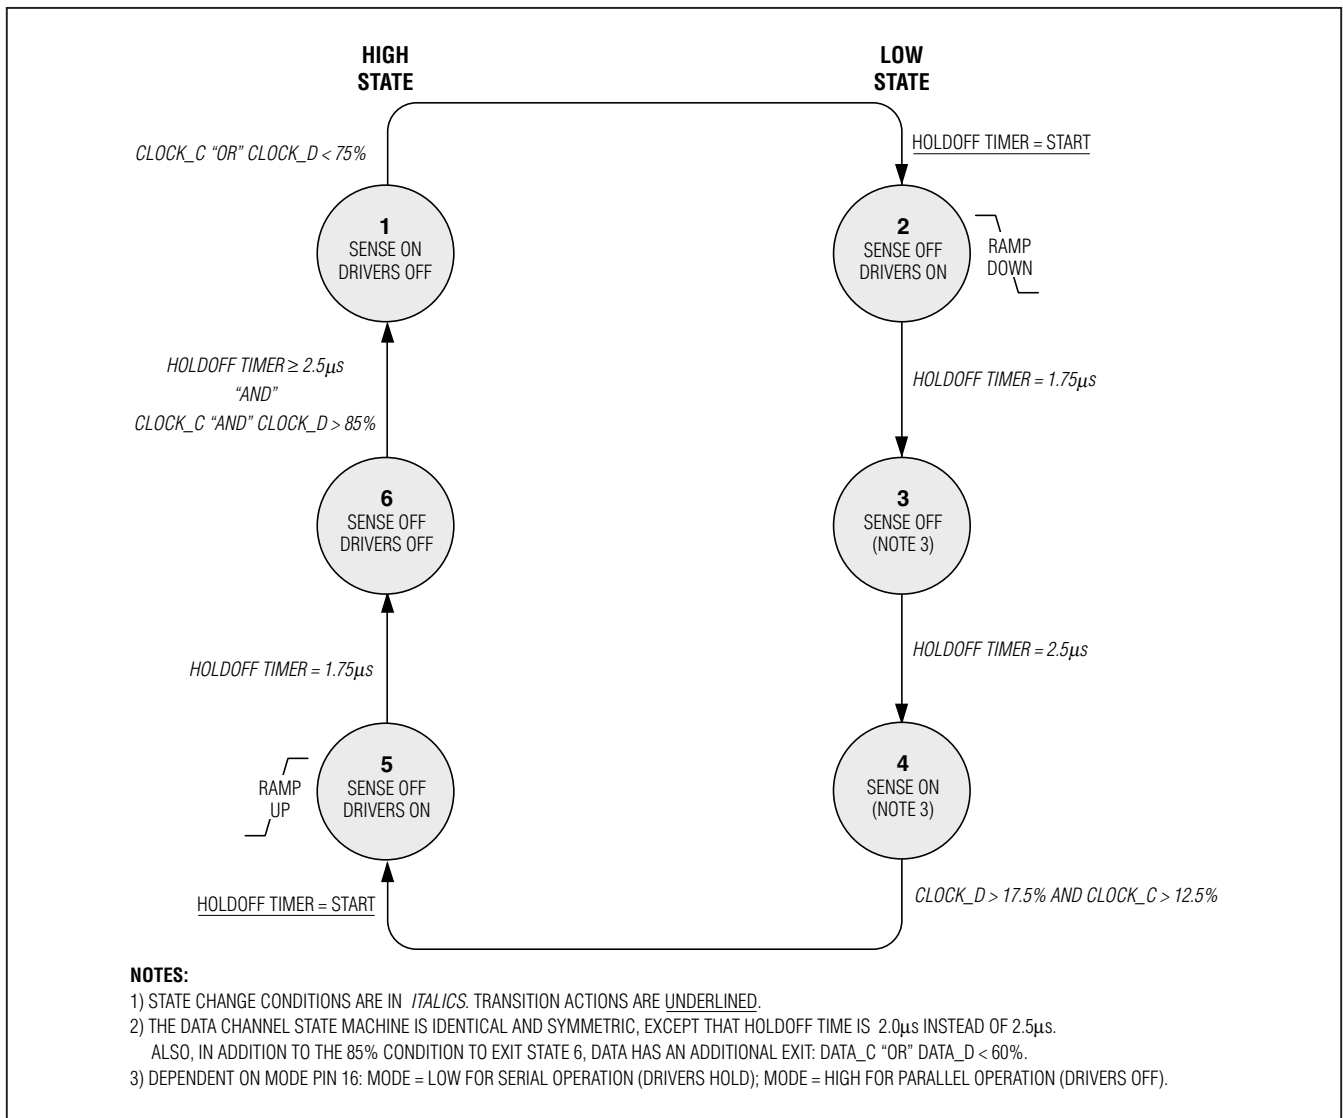 HIGH
STATE
LOW
STATE
CLOCK_C “OR” CLOCK_D < 75%
HOLDOFF TIMER = START
1
SENSE ON
DRIVERS OFF
2
SENSE OFF
DRIVERS ON
RAMP
DOWN
HOLDOFF TIMER ≥ 2.5µs
“AND”
CLOCK_C “AND” CLOCK_D > 85%
HOLDOFF TIMER = 1.75µs
6
SENSE OFF
DRIVERS OFF
3
SENSE OFF
(NOTE 3)
HOLDOFF TIMER = 1.75µs
HOLDOFF TIMER = 2.5µs
RAMP
UP
5
SENSE OFF
DRIVERS ON
4
SENSE ON
(NOTE 3)
HOLDOFF TIMER = START
CLOCK_D > 17.5% AND CLOCK_C > 12.5%
NOTES:
1) STATE CHANGE CONDITIONS ARE IN ITALICS. TRANSITION ACTIONS ARE UNDERLINED.
2) THE DATA CHANNEL STATE MACHINE IS IDENTICAL AND SYMMETRIC, EXCEPT THAT HOLDOFF TIME IS 2.0µs INSTEAD OF 2.5µs.
ALSO, IN ADDITION TO THE 85% CONDITION TO EXIT STATE 6, DATA HAS AN ADDITIONAL EXIT: DATA_C “OR” DATA_D < 60%.
3) DEPENDENT ON MODE PIN 16: MODE = LOW FOR SERIAL OPERATION (DRIVERS HOLD); MODE = HIGH FOR PARALLEL OPERATION (DRIVERS OFF).